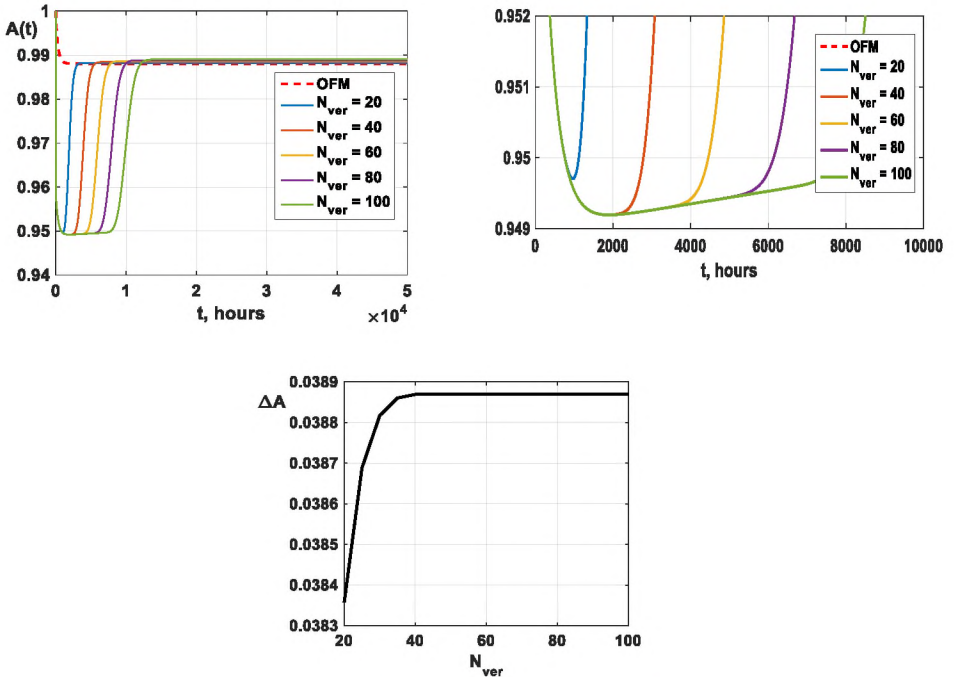 A(t)
1
0.99
0.98
0.97
0.96
0.95
0.94
OFM
N_ver = 20
N_ver = 40
N_ver = 60
N_ver = 80
N_ver = 100
0 1 2 3 4 5
t, hours
×10^4
0.952
0.951
0.95
0.949
OFM
N_ver = 20
N_ver = 40
N_ver = 60
N_ver = 80
N_ver = 100
0 2000 4000 6000 8000 10000
t, hours
ΔA
0.0389
0.0388
0.0387
0.0386
0.0385
0.0384
0.0383
20 40 60 80 100
N_ver